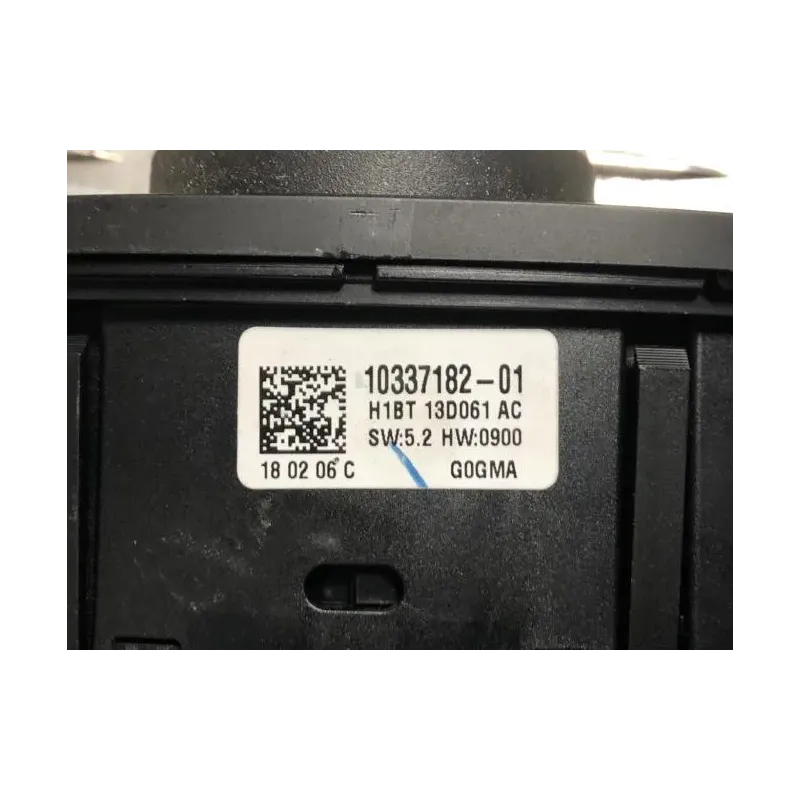 10337182-01
H1BT 13D061 AC
SW:5.2 HW:0900
18 02 06 C G0GMA